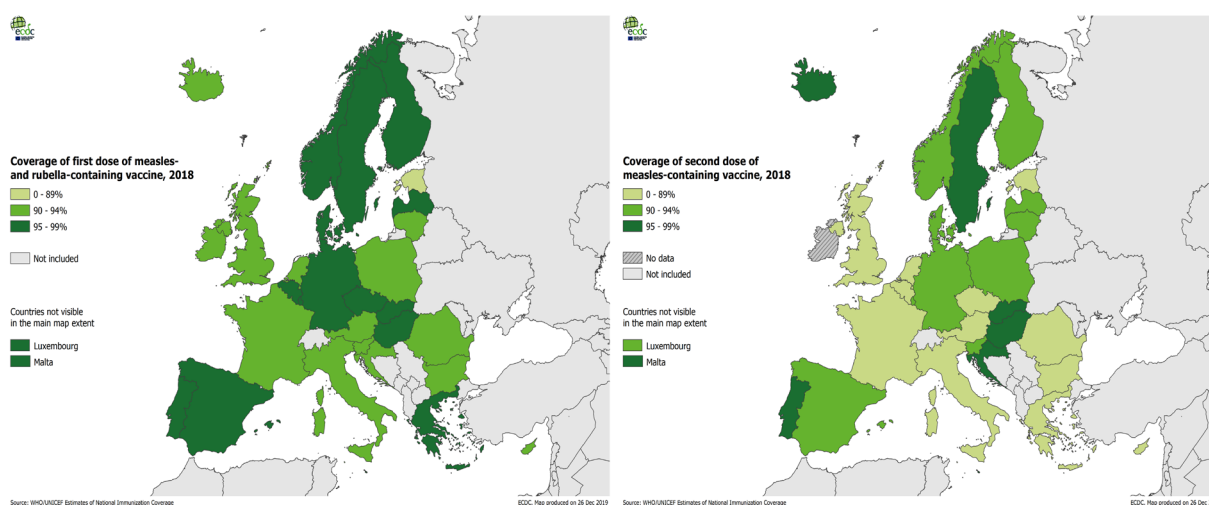 ecdc
Coverage of first dose of measles-
and rubella-containing vaccine, 2018
0 - 89%
90 - 94%
95 - 99%
Not included
Countries not visible
in the main map extent
Luxembourg
Malta
Source: WHO/UNICEF Estimates of National Immunization Coverage
ECDC. Map produced on 26 Dec 2019
ecdc
Coverage of second dose of
measles-containing vaccine, 2018
0 - 89%
90 - 94%
95 - 99%
No data
Not included
Countries not visible
in the main map extent
Luxembourg
Malta
Source: WHO/UNICEF Estimates of National Immunization Coverage
ECDC. Map produced on 26 Dec